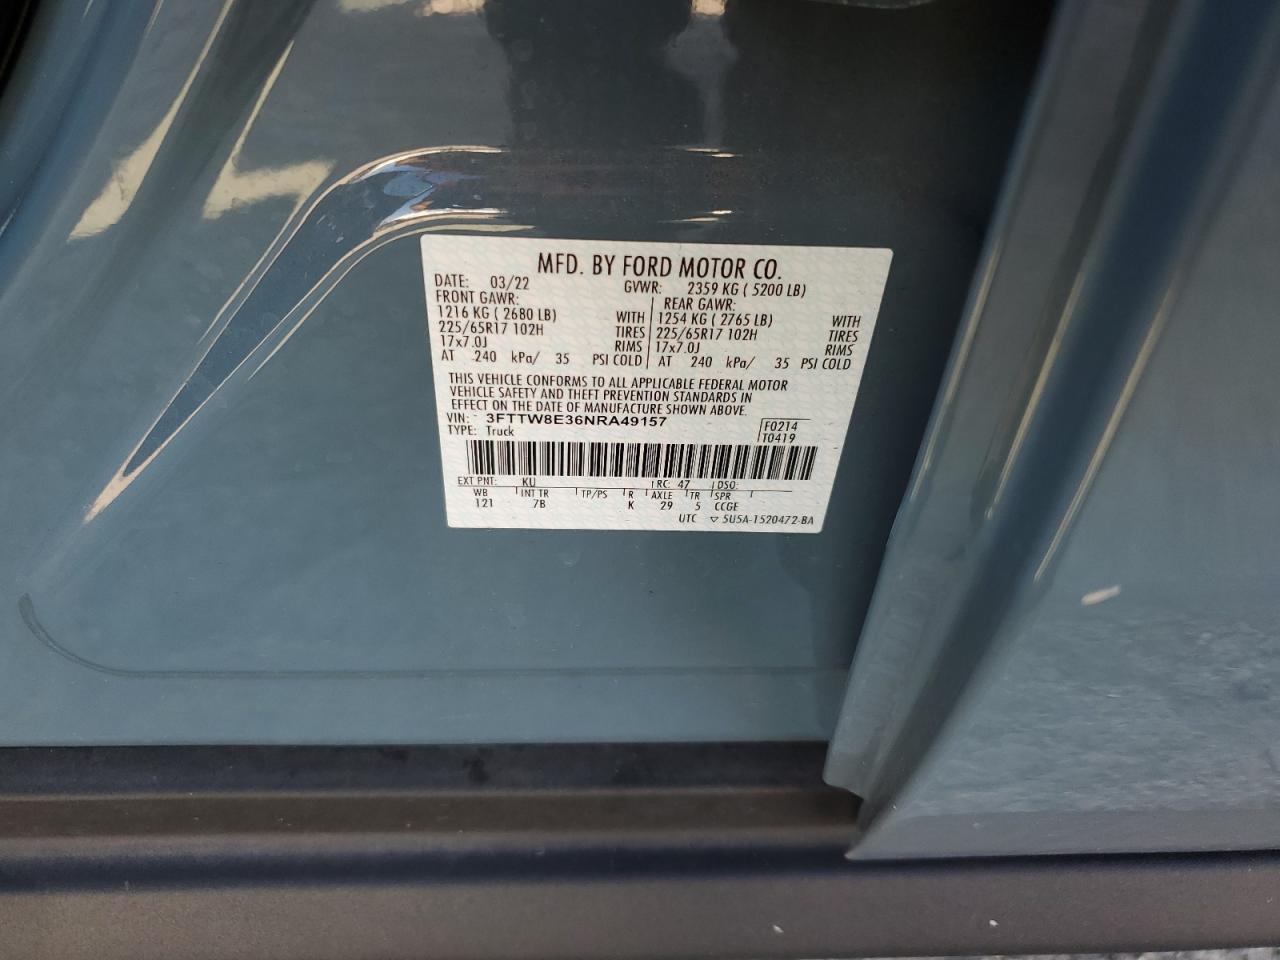 MFD. BY FORD MOTOR CO.
DATE: 03/22 GVWR: 2359 KG ( 5200 LB)
FRONT GAWR: REAR GAWR:
1216 KG ( 2680 LB) WITH 1254 KG ( 2765 LB) WITH
225/65R17 102H TIRES 225/65R17 102H TIRES
17x7.0J RIMS 17x7.0J RIMS
AT 240 kPa/ 35 PSI COLD AT 240 kPa/ 35 PSI COLD
THIS VEHICLE CONFORMS TO ALL APPLICABLE FEDERAL MOTOR
VEHICLE SAFETY AND THEFT PREVENTION STANDARDS IN
EFFECT ON THE DATE OF MANUFACTURE SHOWN ABOVE.
VIN: 3FTTW8E36NRA49157 F0214
TYPE: Truck T0419
EXT PNT: KU RC: 47 DSO:
WB INT TR TP/PS R AXLE TR SPR
121 7B K 29 5 CCGE
UTC ▽ 5U5A-1520472-BA